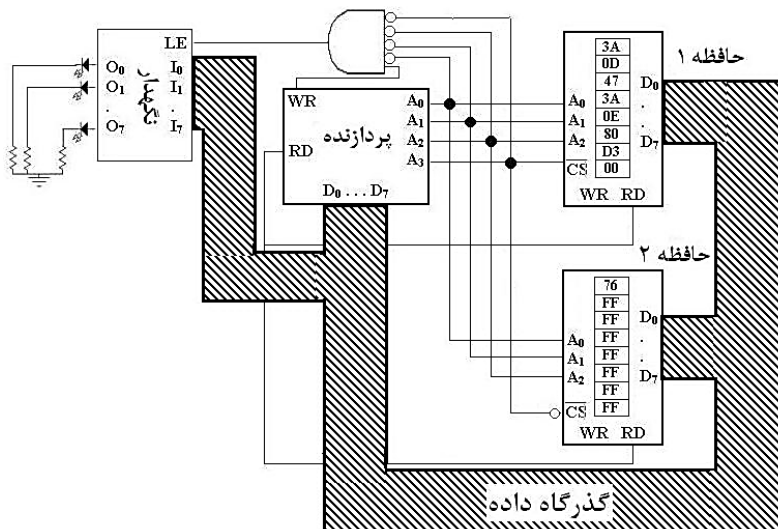 LE
O0 I0
O1 I1
. .
O7 I7
نگهدار
WR
A0
A1
پردازنده
RD A2
A3
D0 . . . D7
حافظه ۱
3A
0D
47
3A
0E
80
D3
00
A0
A1
A2
CS
D0
.
.
D7
WR RD
حافظه ۲
76
FF
FF
FF
FF
FF
FF
FF
A0
A1
A2
CS
D0
.
.
D7
WR RD
گذرگاه داده